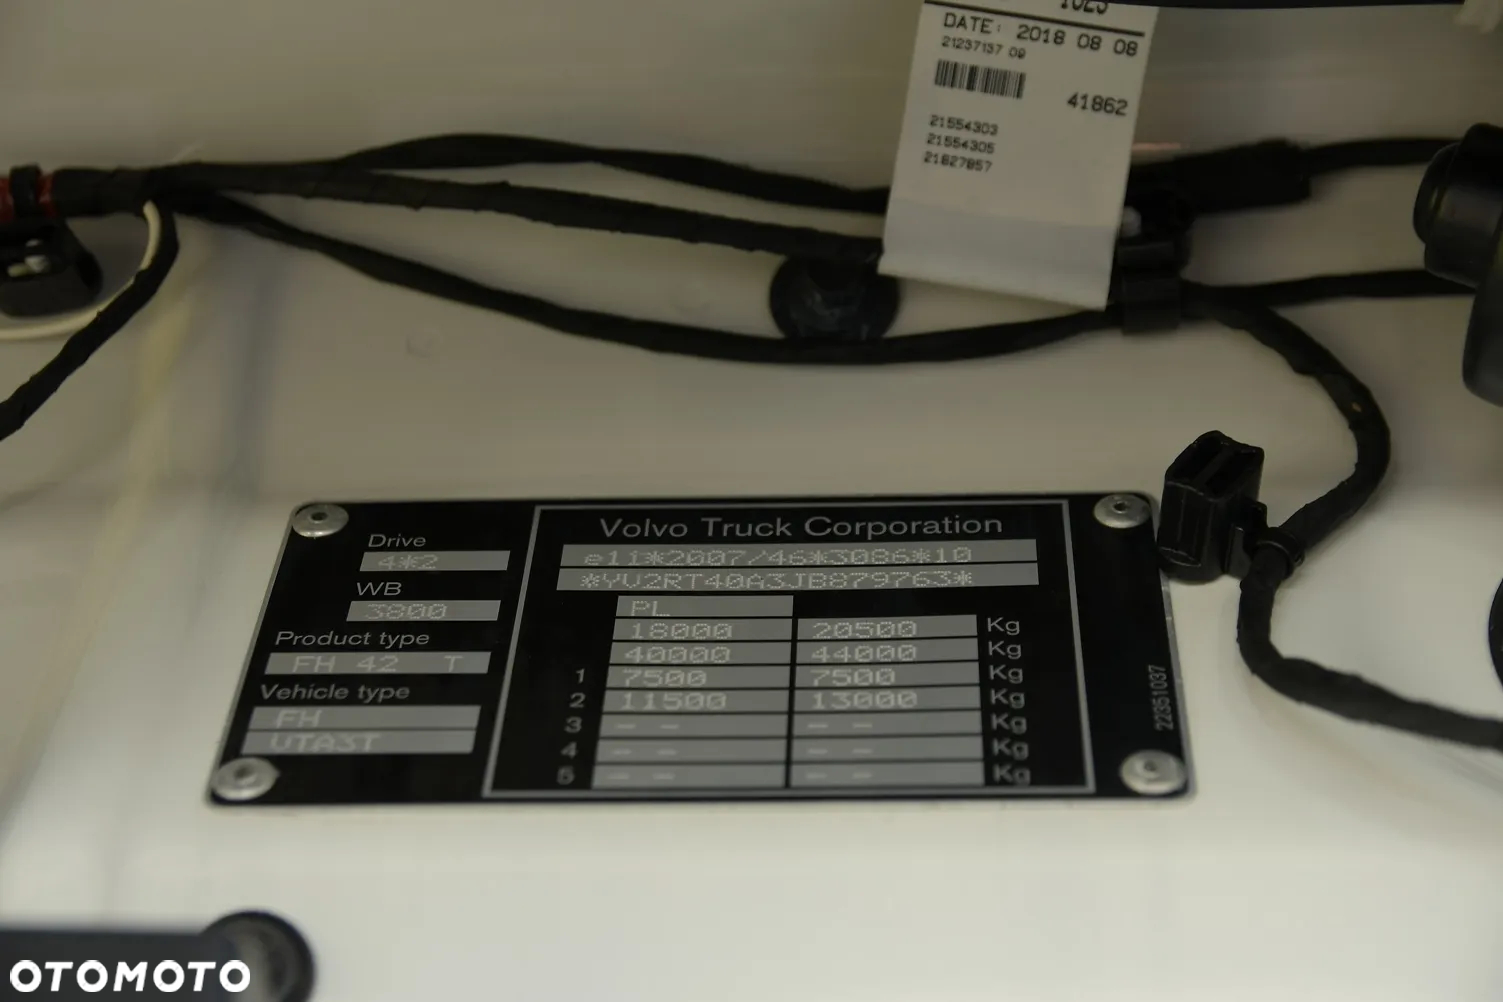 DATE: 2018 08 08
21237137 09
41862
21554303
21554305
21827857
Volvo Truck Corporation
Drive
4*2
WB
3800
Product type
FH 42 T
Vehicle type
FH
VTA3T
e11*2007/46*3086*10
*YV2RT40A3JB879763*
PL
18000 20500 Kg
40000 44000 Kg
1 7500 7500 Kg
2 11500 13000 Kg
3 - - - - Kg
4 - - - - Kg
5 - - - - Kg
22351037
OTOMOTO